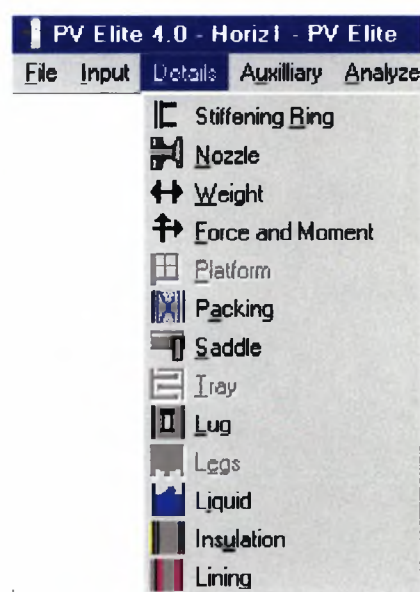 PV Elite 4.0 - Horiz1 - PV Elite
File Input Details Auxilliary Analyze
Stiffening Ring
Nozzle
Weight
Force and Moment
Platform
Packing
Saddle
Tray
Lug
Legs
Liquid
Insulation
Lining